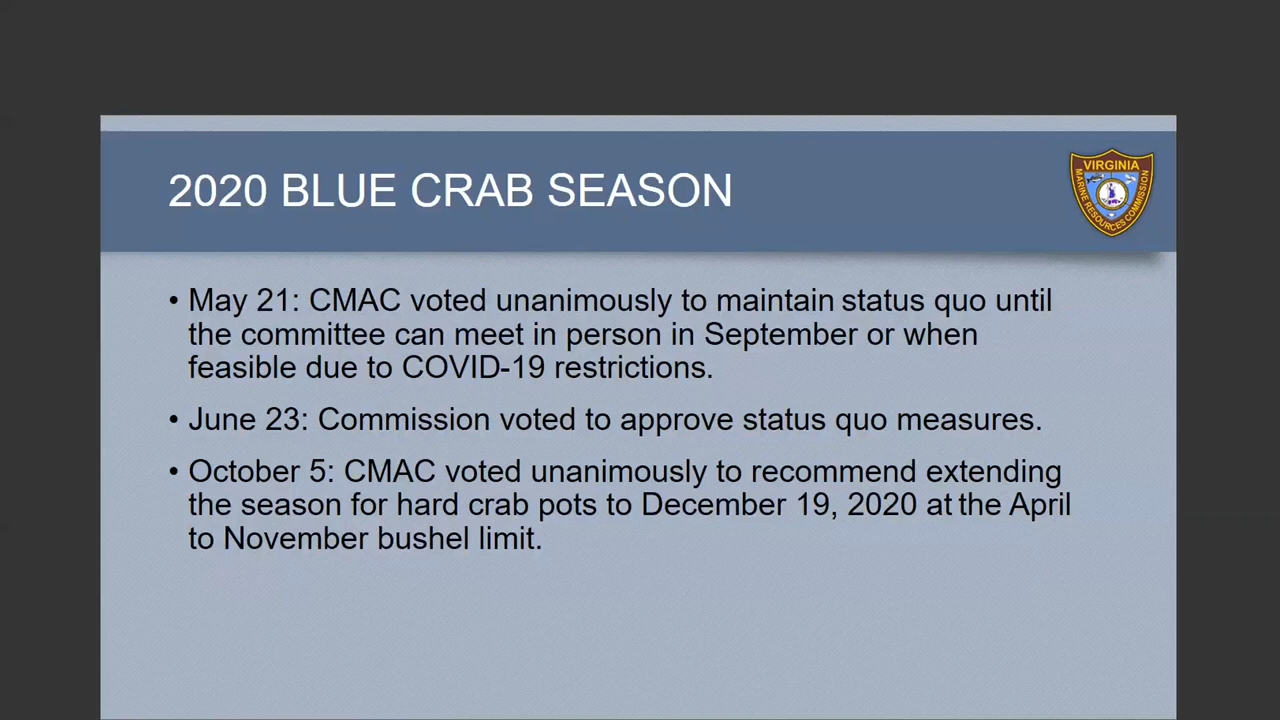 2020 BLUE CRAB SEASON
VIRGINIA
MARINE RESOURCES COMMISSION
• May 21: CMAC voted unanimously to maintain status quo until
the committee can meet in person in September or when
feasible due to COVID-19 restrictions.
• June 23: Commission voted to approve status quo measures.
• October 5: CMAC voted unanimously to recommend extending
the season for hard crab pots to December 19, 2020 at the April
to November bushel limit.